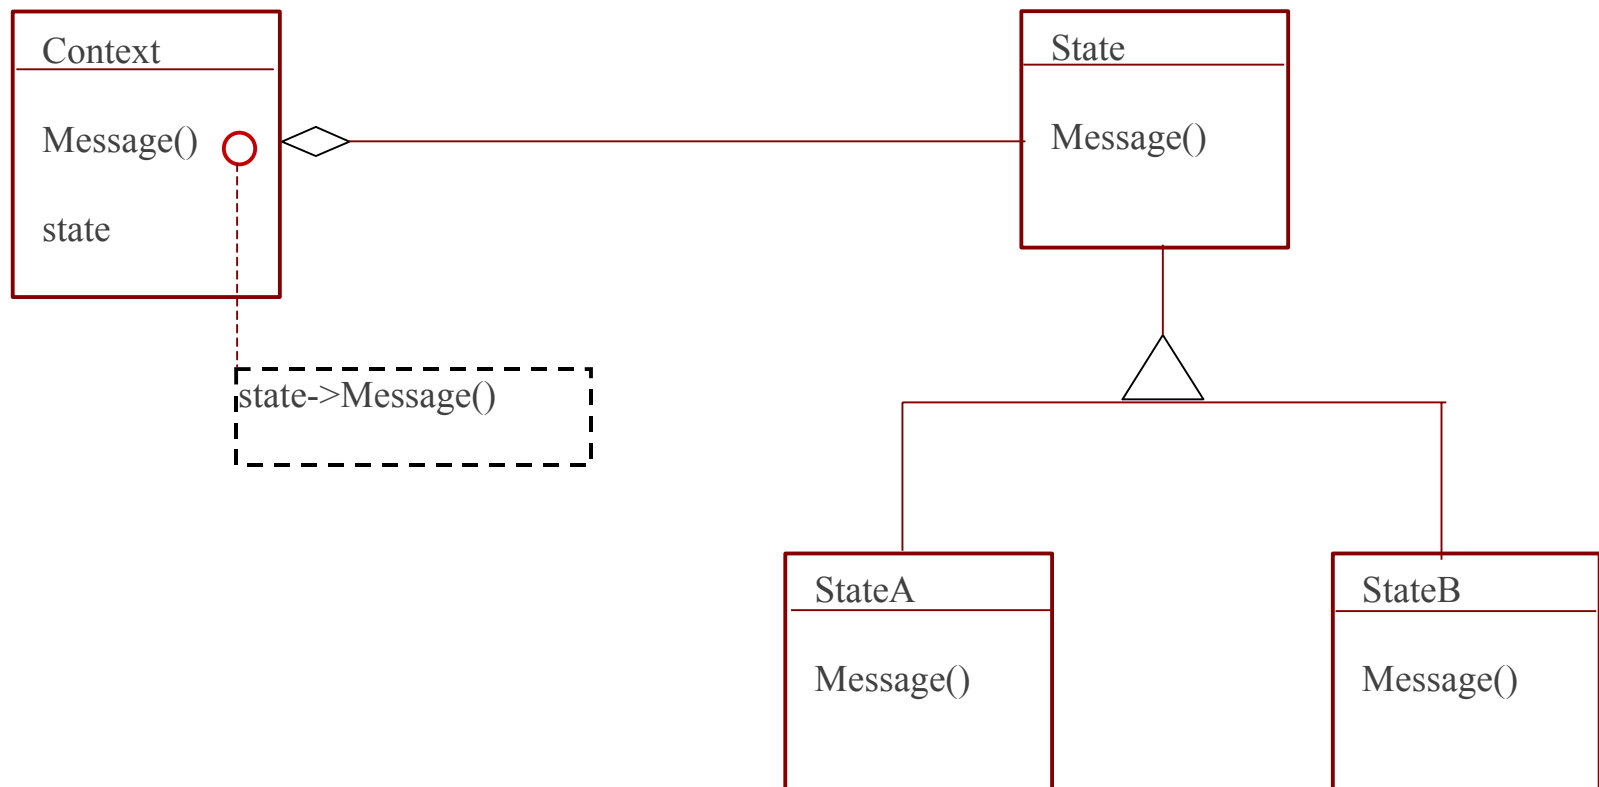 Context
Message()
state
state->Message()
State
Message()
StateA
Message()
StateB
Message()